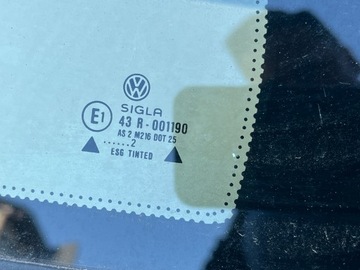 SIGLA
E1 43 R-001190
AS 2 M216 DOT 25
......2
ESG TINTED